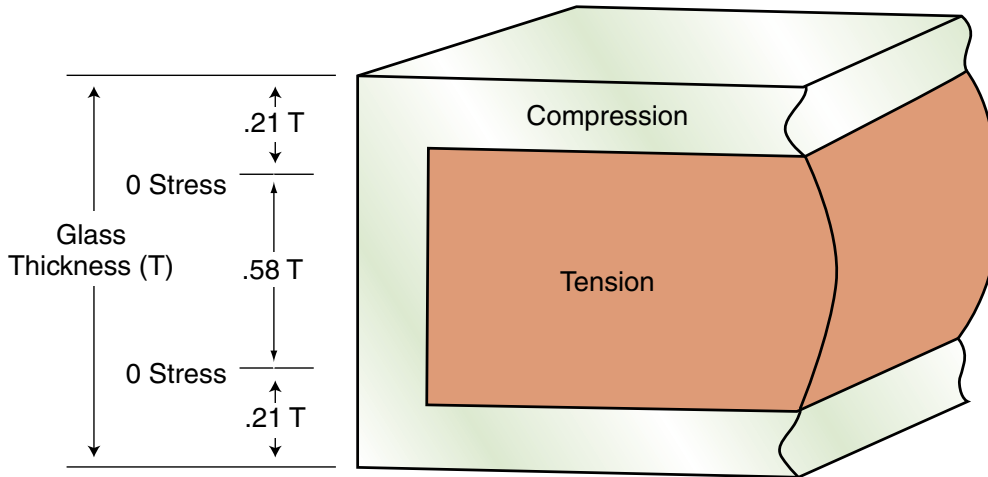 .21 T
Compression
0 Stress
Glass
Thickness (T)
.58 T
Tension
0 Stress
.21 T